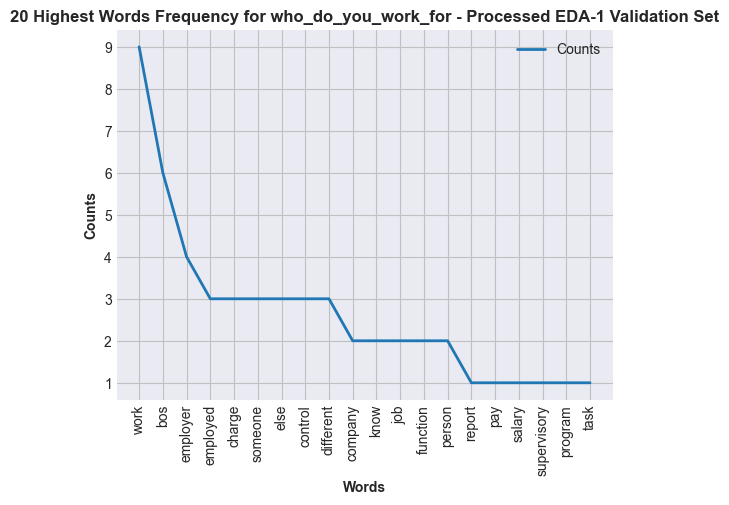 20 Highest Words Frequency for who_do_you_work_for - Processed EDA-1 Validation Set
Counts
9
8
7
6
5
4
3
2
1
Counts
work
bos
employer
employed
charge
someone
else
control
different
company
know
job
function
person
report
pay
salary
supervisory
program
task
Words